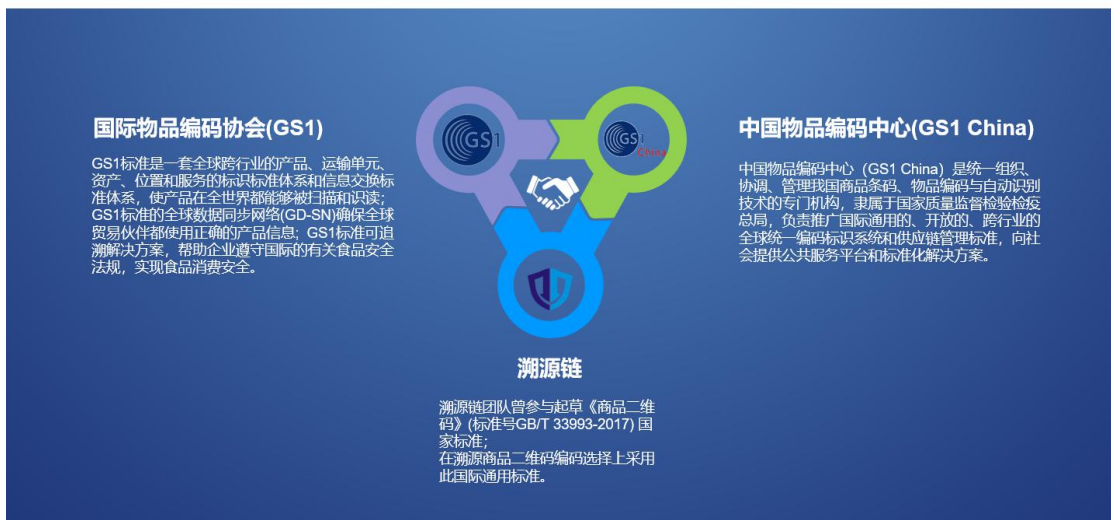 国际物品编码协会(GS1)
GS1标准是一套全球跨行业的产品、运输单元、
资产、位置和服务的标识标准体系和信息交换标
准体系，使产品在全世界都能够被扫描和识读；
GS1标准的全球数据同步网络(GD-SN)确保全球
贸易伙伴都使用正确的产品信息；GS1标准可追
溯解决方案，帮助企业遵守国际的有关食品安全
法规，实现食品消费安全。
GS1
GS1
China
中国物品编码中心(GS1 China)
中国物品编码中心（GS1 China）是统一组织、
协调、管理我国商品条码、物品编码与自动识别
技术的专门机构，隶属于国家质量监督检验检疫
总局，负责推广国际通用的、开放的、跨行业的
全球统一编码标识系统和供应链管理标准，向社
会提供公共服务平台和标准化解决方案。
溯源链
溯源链团队曾参与起草《商品二维
码》(标准号GB/T 33993-2017) 国
家标准；
在溯源商品二维码编码选择上采用
此国际通用标准。